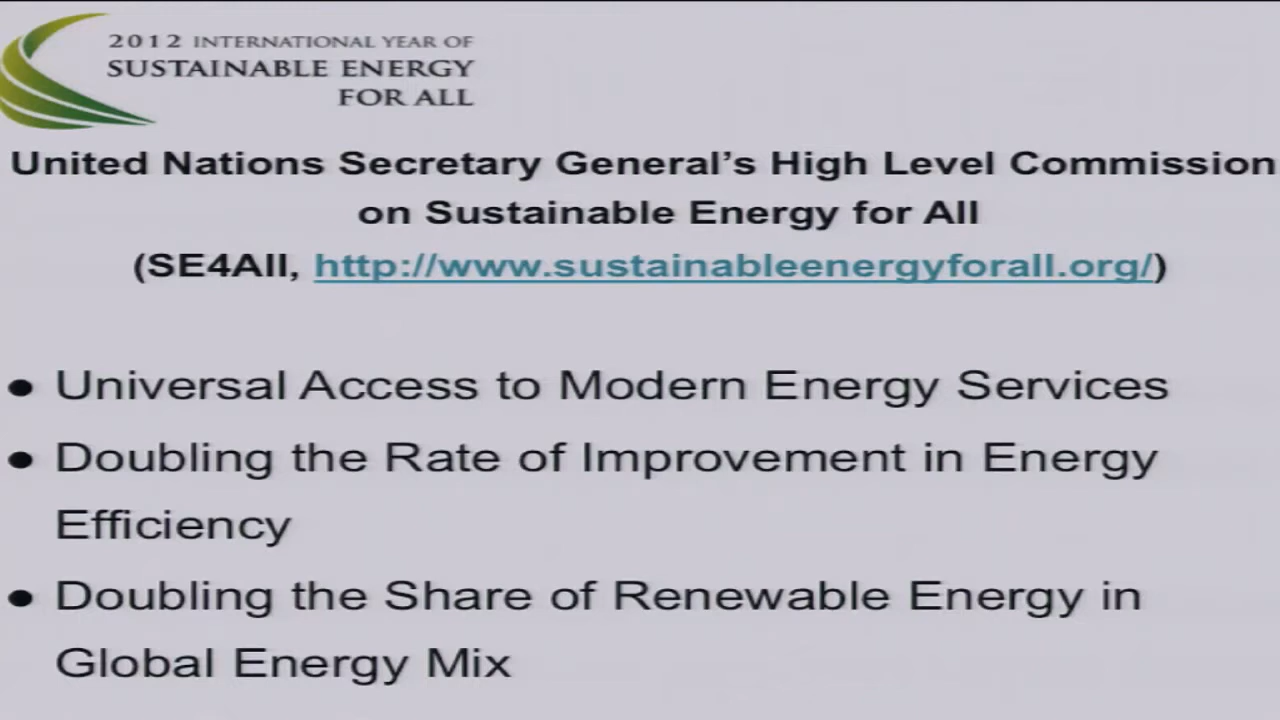 2012 INTERNATIONAL YEAR OF
SUSTAINABLE ENERGY
FOR ALL
United Nations Secretary General’s High Level Commission
on Sustainable Energy for All
(SE4All, http://www.sustainableenergyforall.org/)
● Universal Access to Modern Energy Services
● Doubling the Rate of Improvement in Energy
Efficiency
● Doubling the Share of Renewable Energy in
Global Energy Mix